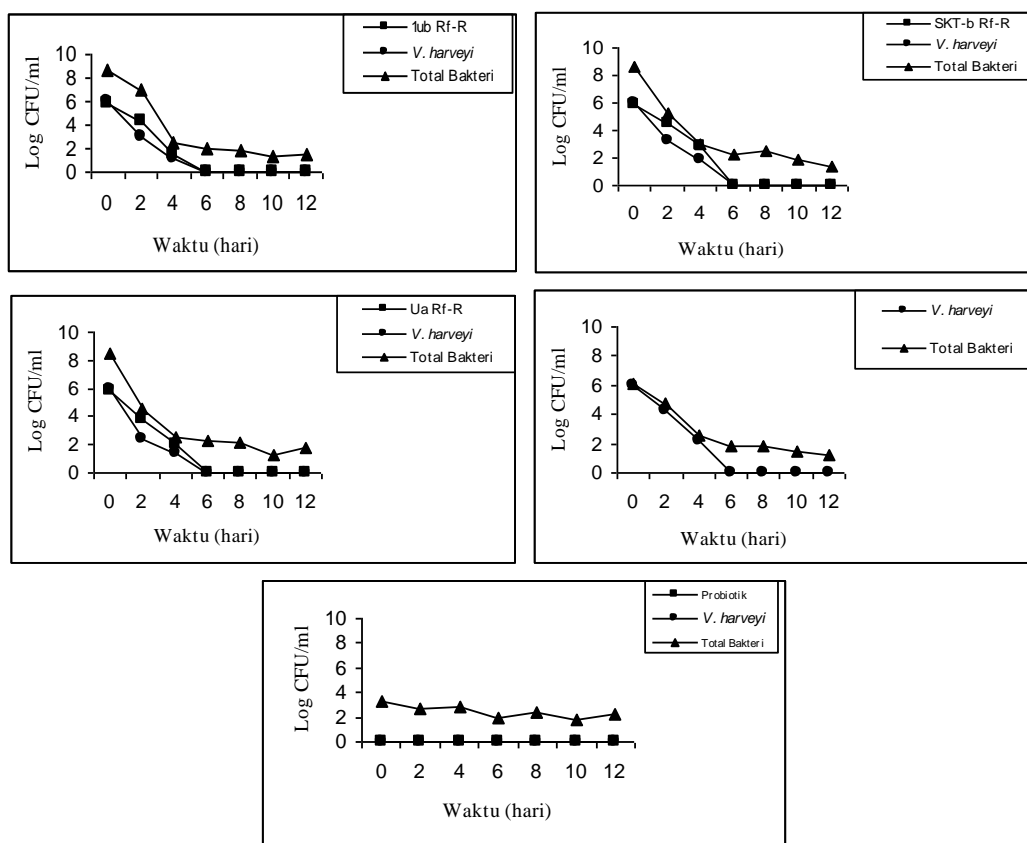 1ub Rf-R
V. harveyi
Total Bakteri
Log CFU/ml
10
8
6
4
2
0
0 2 4 6 8 10 12
Waktu (hari)
SKT-b Rf-R
V. harveyi
Total Bakteri
Log CFU/ml
10
8
6
4
2
0
0 2 4 6 8 10 12
Waktu (hari)
Ua Rf-R
V. harveyi
Total Bakteri
Log CFU/ml
10
8
6
4
2
0
0 2 4 6 8 10 12
Waktu (hari)
V. harveyi
Total Bakteri
Log CFU/ml
10
8
6
4
2
0
0 2 4 6 8 10 12
Waktu (hari)
Probiotik
V. harveyi
Total Bakteri
Log CFU/ml
10
8
6
4
2
0
0 2 4 6 8 10 12
Waktu (hari)